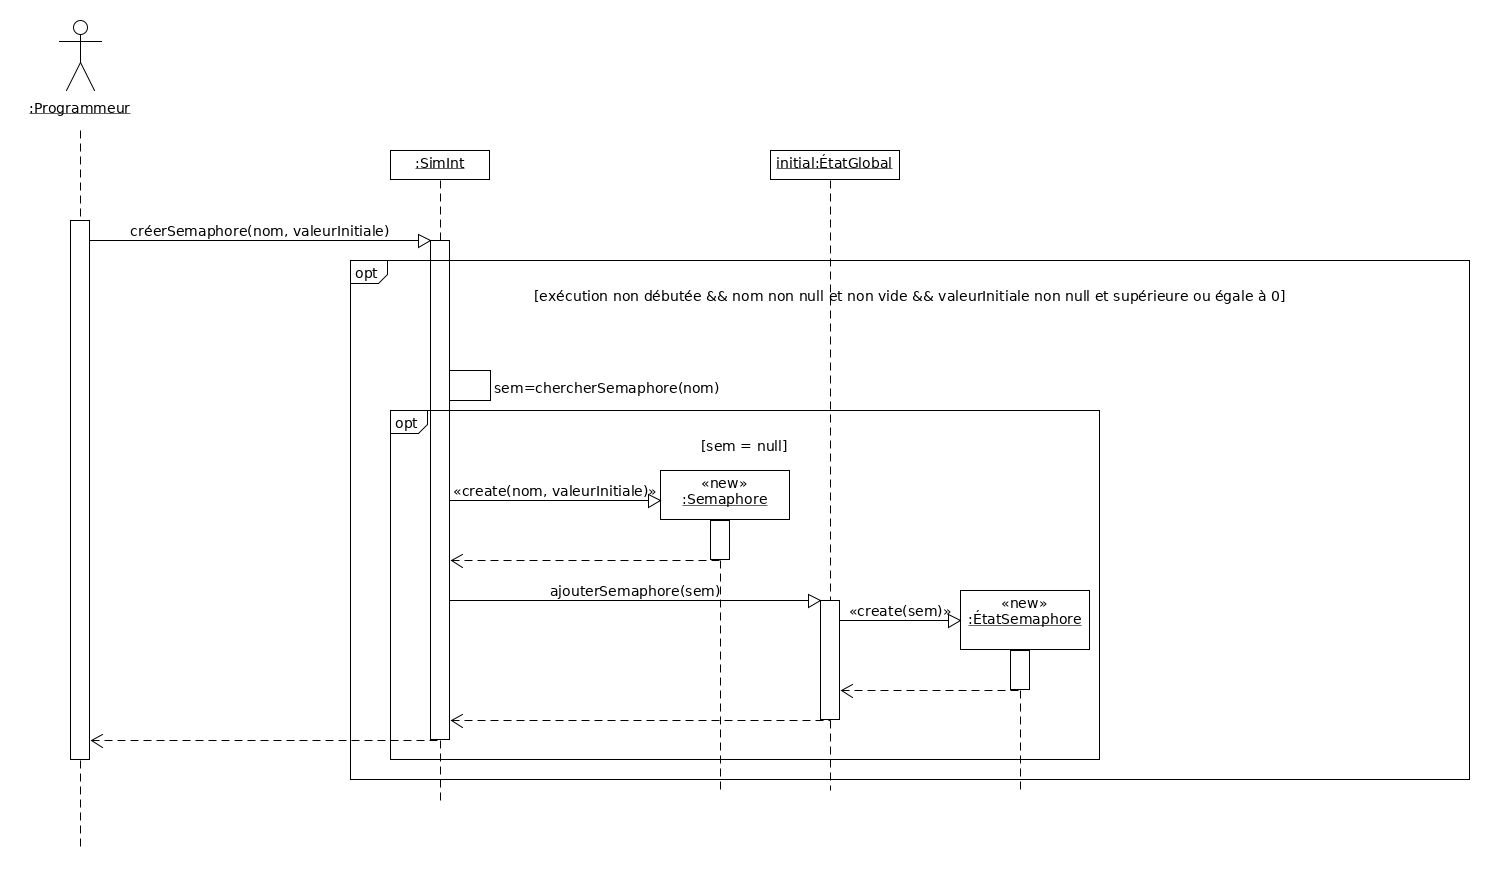 :Programmeur
:SimInt
initial:ÉtatGlobal
créerSemaphore(nom, valeurInitiale)
opt
[exécution non débutée && nom non null et non vide && valeurInitiale non null et supérieure ou égale à 0]
sem=chercherSemaphore(nom)
opt
[sem = null]
«create(nom, valeurInitiale)»
«new»
:Semaphore
ajouterSemaphore(sem)
«create(sem)»
«new»
:ÉtatSemaphore